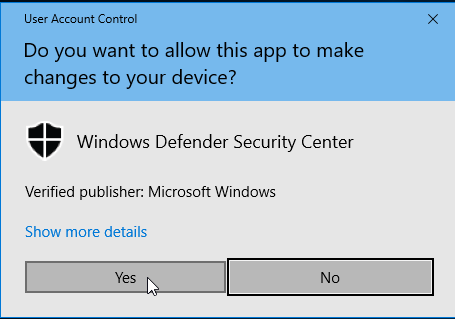 User Account Control
Do you want to allow this app to make
changes to your device?
Windows Defender Security Center
Verified publisher: Microsoft Windows
Show more details
Yes
No